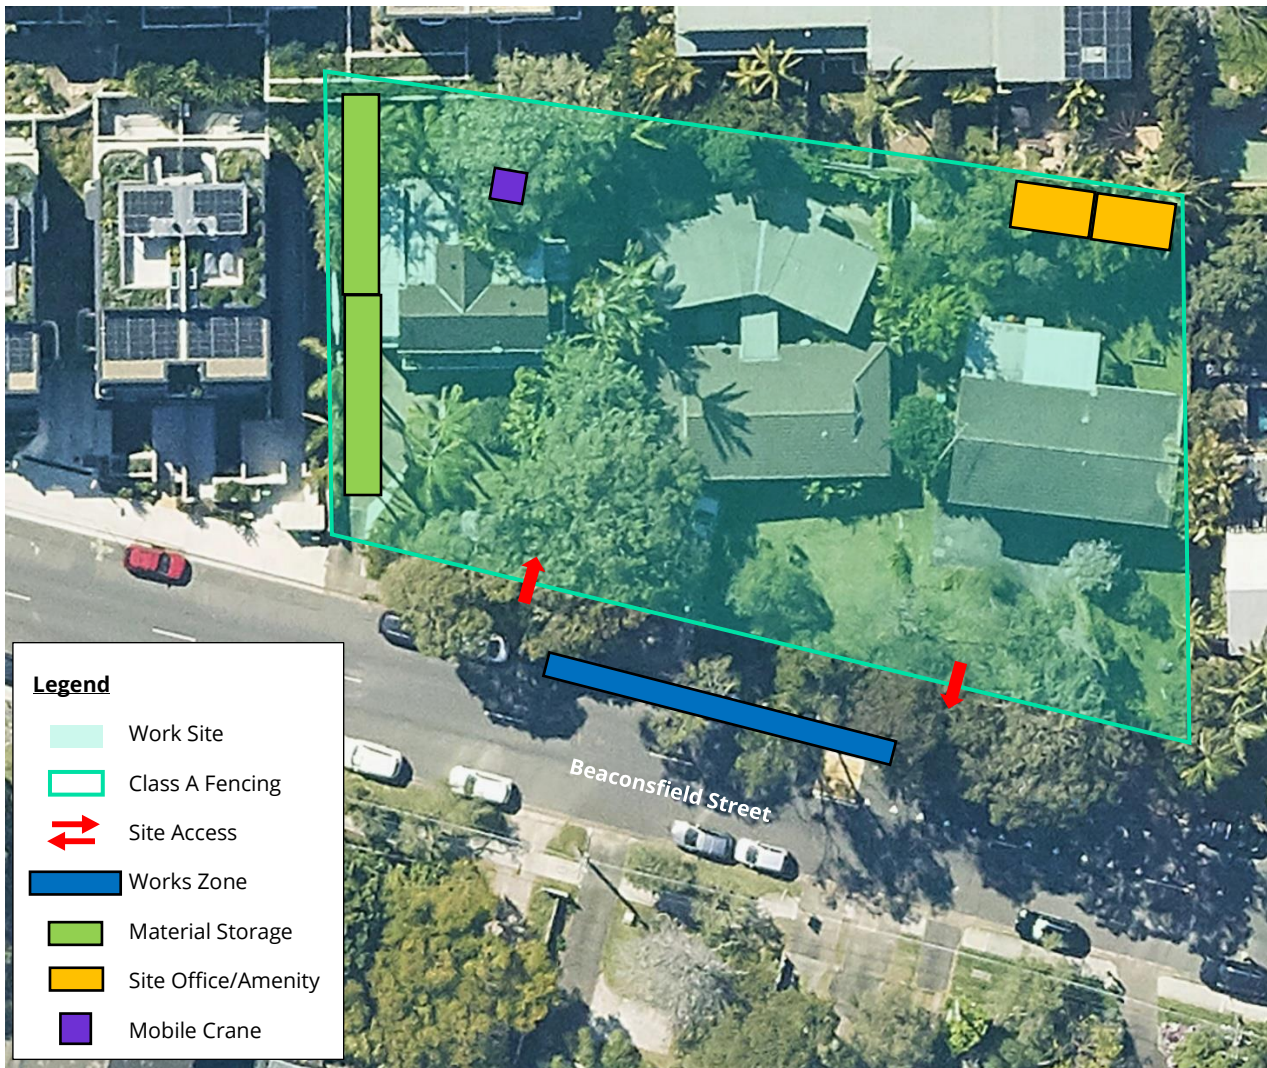 Beaconsfield Street
Legend
Work Site
Class A Fencing
Site Access
Works Zone
Material Storage
Site Office/Amenity
Mobile Crane